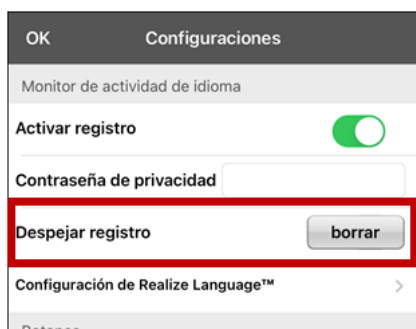 OK Configuraciones
Monitor de actividad de idioma
Activar registro
Contraseña de privacidad
Despejar registro borrar
Configuración de Realize Language™